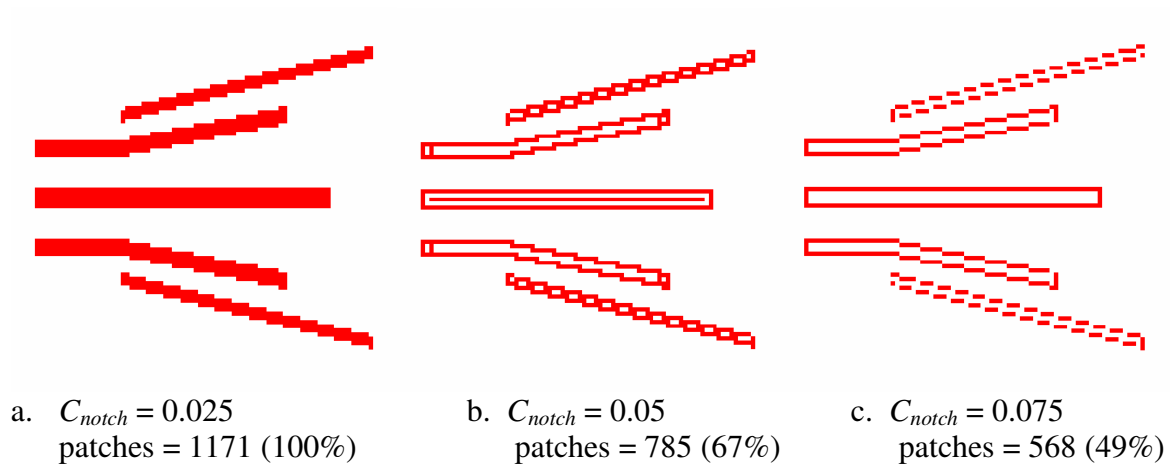 a. C_notch = 0.025
patches = 1171 (100%)
b. C_notch = 0.05
patches = 785 (67%)
c. C_notch = 0.075
patches = 568 (49%)